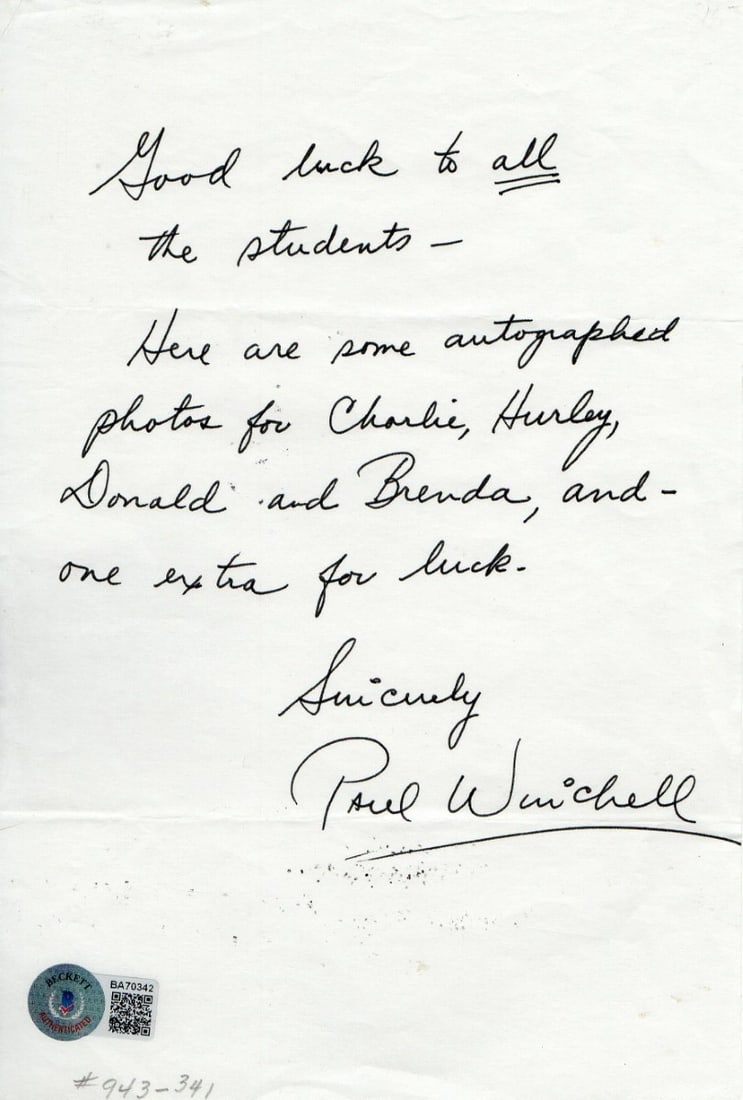 Good luck to all
the students –
Here are some autographed
photos for Charlie, Hurley,
Donald and Brenda, and –
one extra for luck.
Sincerely
Paul Winchell
BECKETT
AUTHENTICATED
BA70342
#943-341